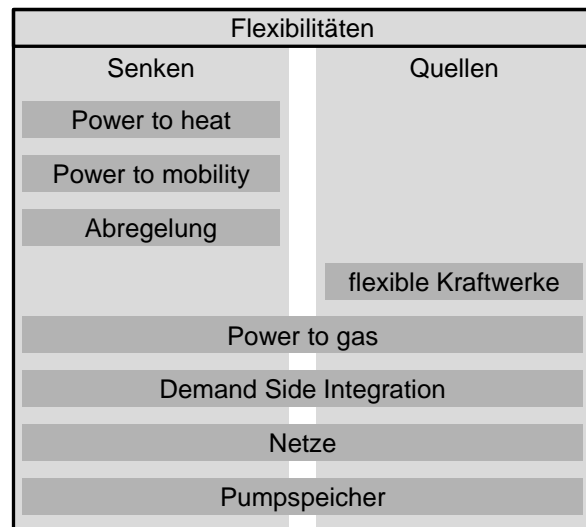 Flexibilitäten
Senken
Quellen
Power to heat
Power to mobility
Abregelung
flexible Kraftwerke
Power to gas
Demand Side Integration
Netze
Pumpspeicher